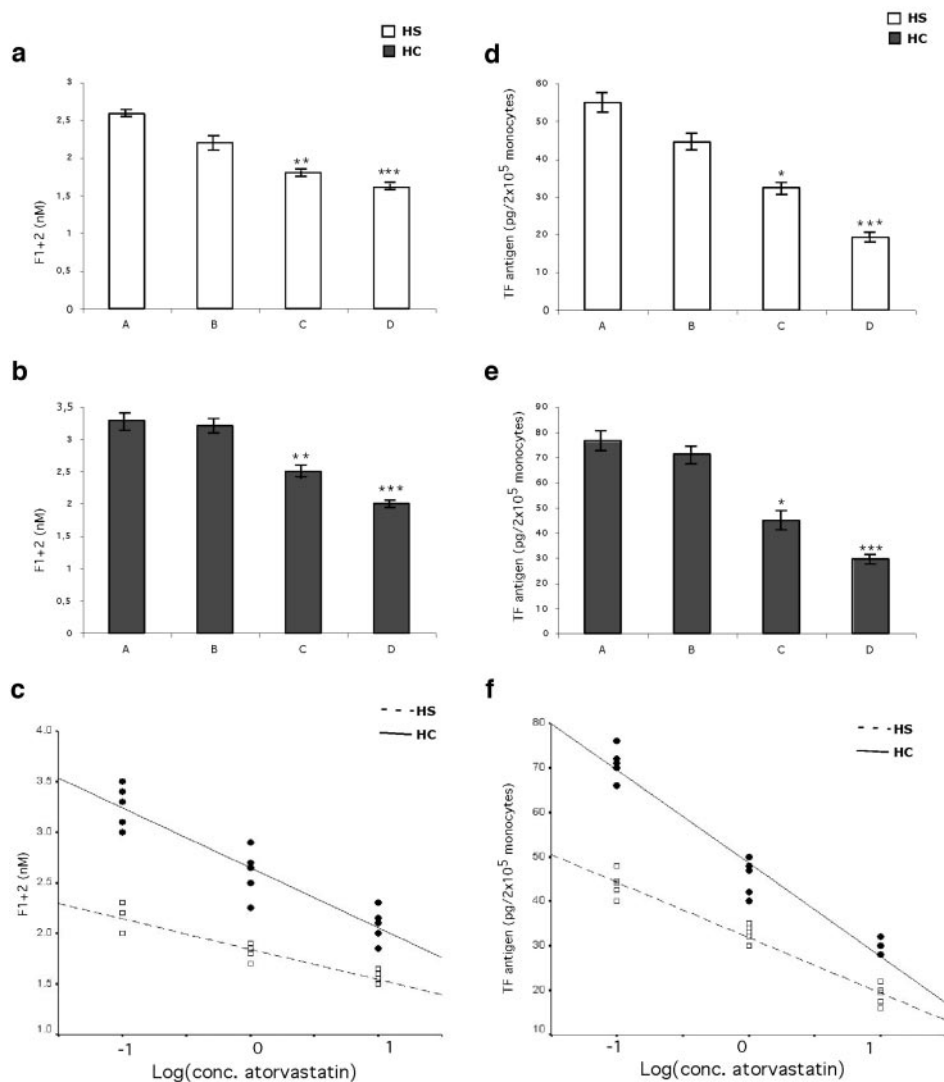 HS
HC
a
3
2,5
2
1,5
1
0,5
0
F1+2 (nM)
**
***
A B C D
HS
HC
d
60
50
40
30
20
10
0
TF antigen (pg/2x10⁵ monocytes)
*
***
A B C D
b
3,5
3
2,5
2
1,5
1
0,5
0
F1+2 (nM)
**
***
A B C D
e
90
80
70
60
50
40
30
20
10
0
TF antigen (pg/2x10⁵ monocytes)
*
***
A B C D
c
HS
HC
4.0
3.5
3.0
2.5
2.0
1.5
1.0
F1+2 (nM)
-1 0 1
Log(conc. atorvastatin)
f
HS
HC
80
70
60
50
40
30
20
10
TF antigen (pg/2x10⁵ monocytes)
-1 0 1
Log(conc. atorvastatin)